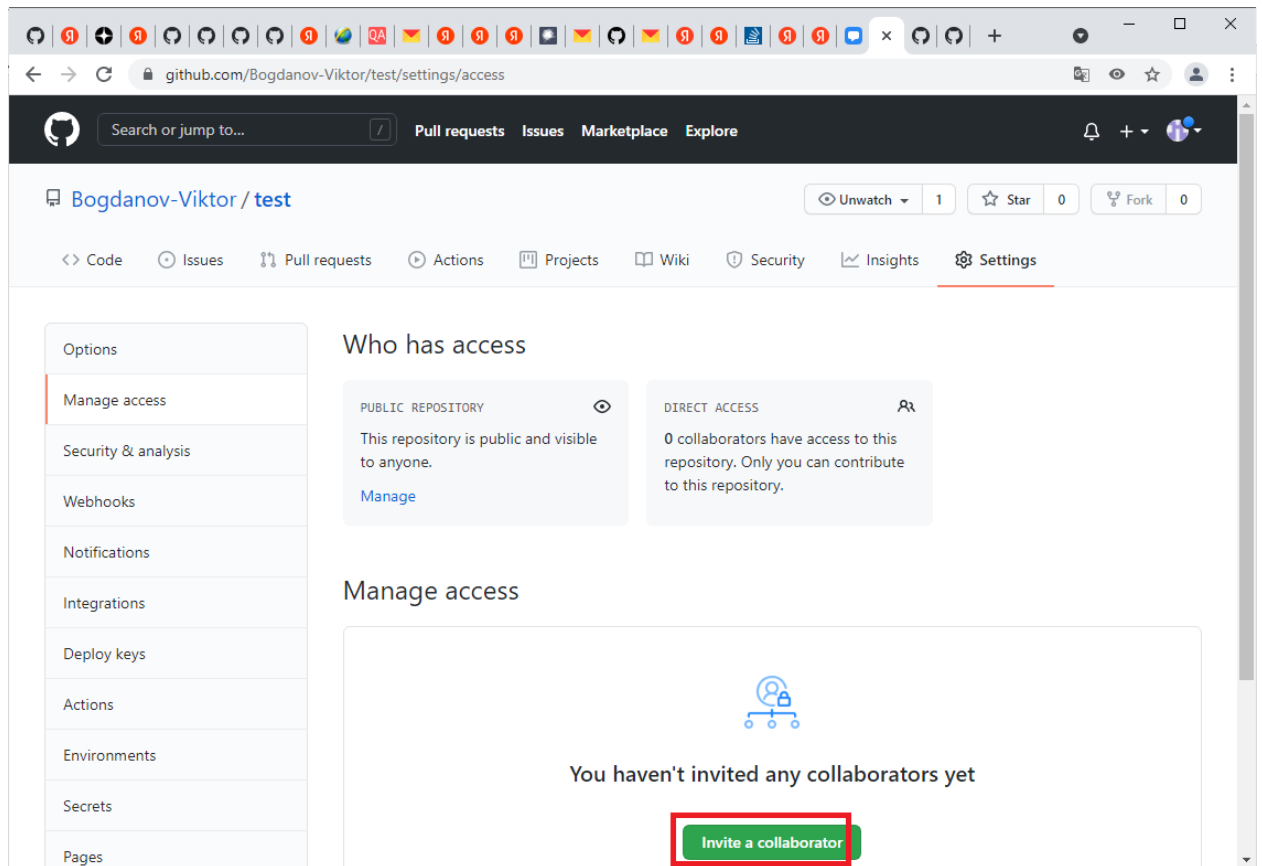 QA
github.com/Bogdanov-Viktor/test/settings/access
Search or jump to... / Pull requests Issues Marketplace Explore
Bogdanov-Viktor / test
Unwatch 1 Star 0 Fork 0
Code Issues Pull requests Actions Projects Wiki Security Insights Settings
Options
Manage access
Security & analysis
Webhooks
Notifications
Integrations
Deploy keys
Actions
Environments
Secrets
Pages
Who has access
PUBLIC REPOSITORY
This repository is public and visible
to anyone.
Manage
DIRECT ACCESS
0 collaborators have access to this
repository. Only you can contribute
to this repository.
Manage access
You haven't invited any collaborators yet
Invite a collaborator